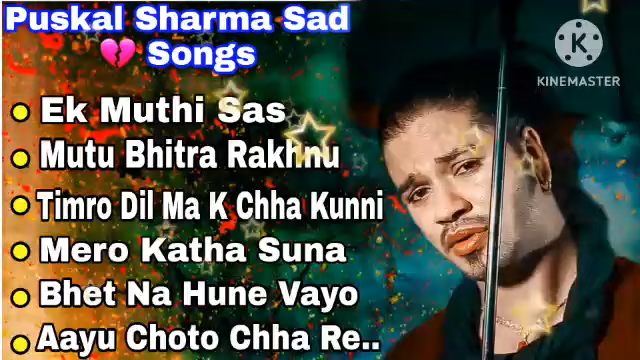 Puskal Sharma Sad
💔 Songs
KINEMASTER
Ek Muthi Sas
Mutu Bhitra Rakhnu
Timro Dil Ma K Chha Kunni
Mero Katha Suna
Bhet Na Hune Vayo
Aayu Choto Chha Re..